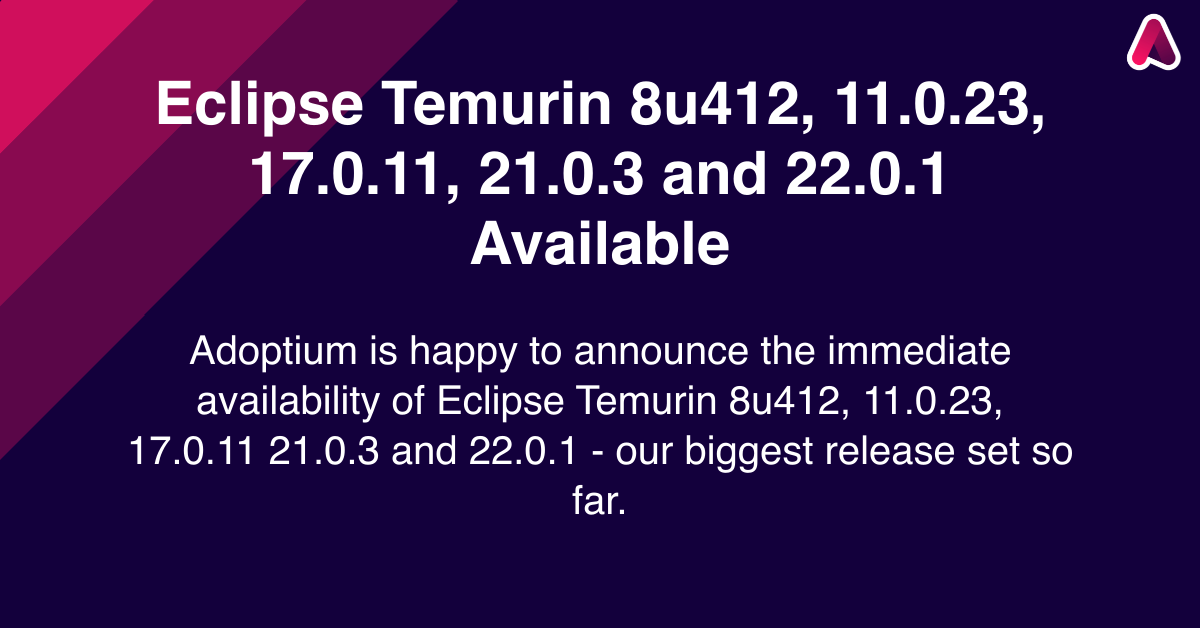 Eclipse Temurin 8u412, 11.0.23,
17.0.11, 21.0.3 and 22.0.1
Available
Adoptium is happy to announce the immediate
availability of Eclipse Temurin 8u412, 11.0.23,
17.0.11 21.0.3 and 22.0.1 - our biggest release set so
far.